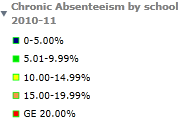 Chronic Absenteeism by school
2010-11
0-5.00%
5.01-9.99%
10.00-14.99%
15.00-19.99%
GE 20.00%